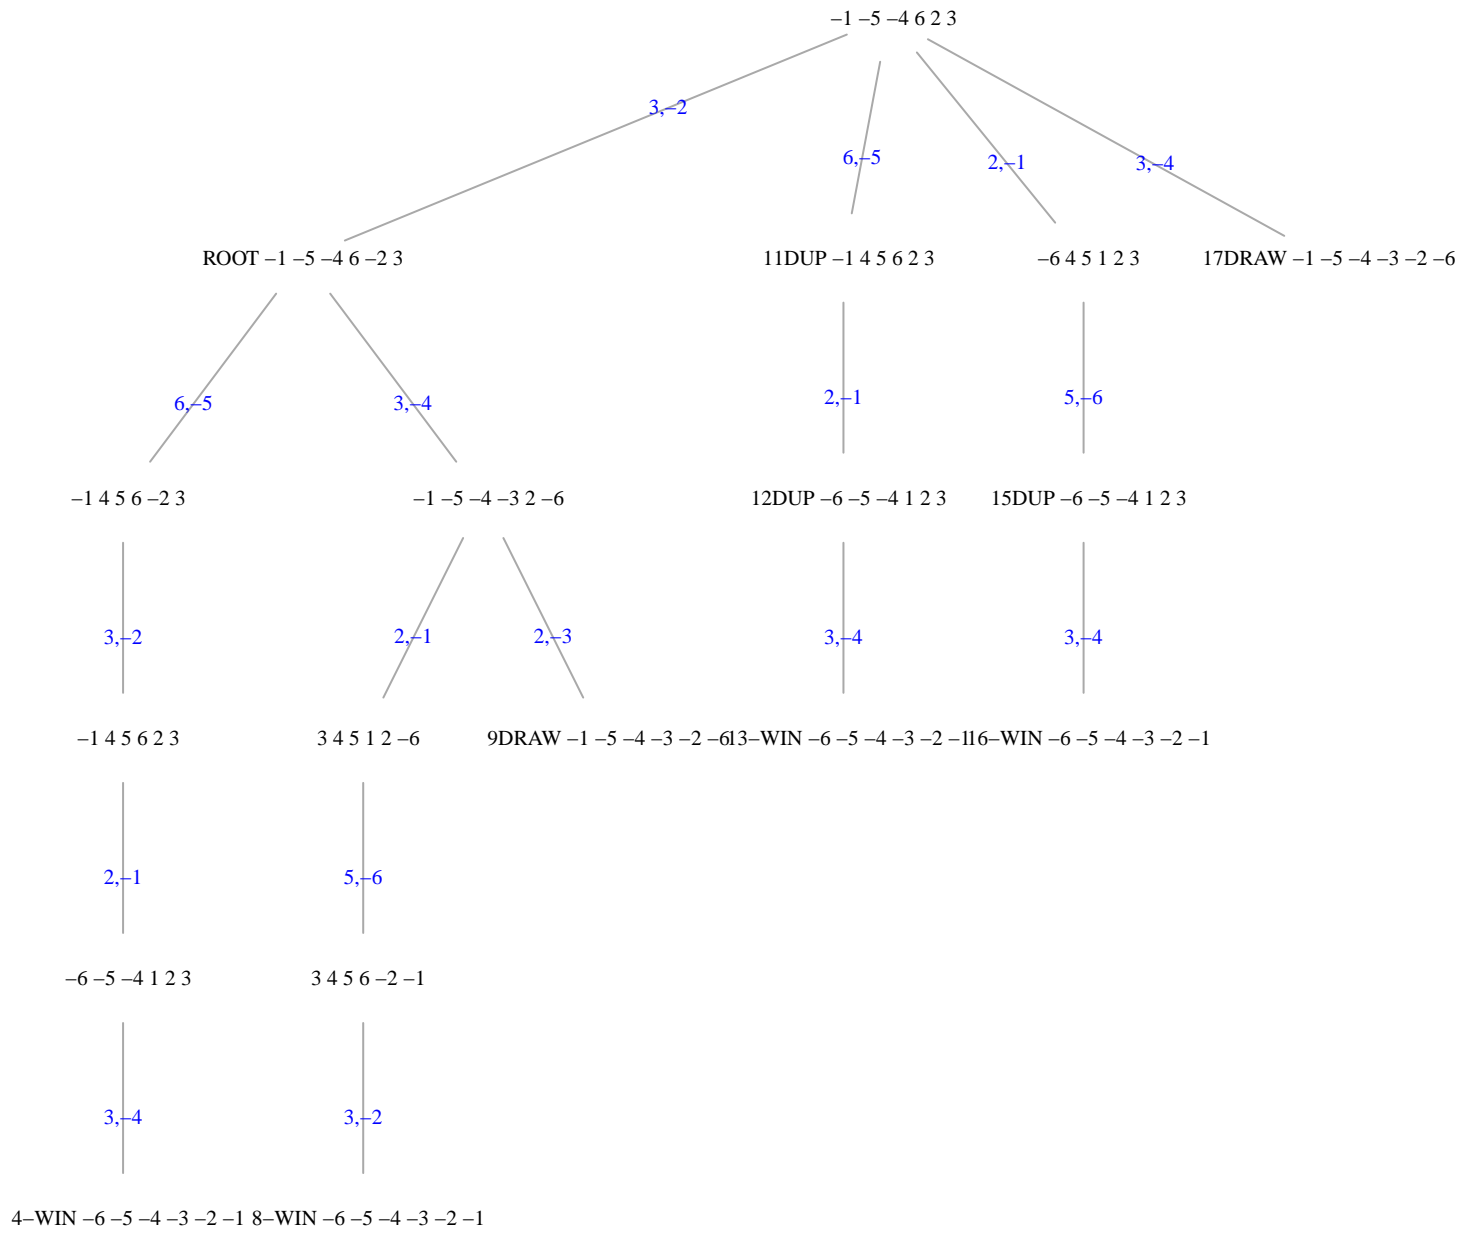 −1 −5 −4 6 2 3
3,−2
6,−5
2,−1
3,−4
ROOT −1 −5 −4 6 −2 3
11DUP −1 4 5 6 2 3
−6 4 5 1 2 3
17DRAW −1 −5 −4 −3 −2 −6
6,−5
3,−4
2,−1
5,−6
−1 4 5 6 −2 3
−1 −5 −4 −3 2 −6
12DUP −6 −5 −4 1 2 3
15DUP −6 −5 −4 1 2 3
3,−2
2,−1
2,−3
3,−4
3,−4
−1 4 5 6 2 3
3 4 5 1 2 −6
9DRAW −1 −5 −4 −3 −2 −6
13−WIN −6 −5 −4 −3 −2 −1
16−WIN −6 −5 −4 −3 −2 −1
2,−1
5,−6
−6 −5 −4 1 2 3
3 4 5 6 −2 −1
3,−4
3,−2
4−WIN −6 −5 −4 −3 −2 −1
8−WIN −6 −5 −4 −3 −2 −1